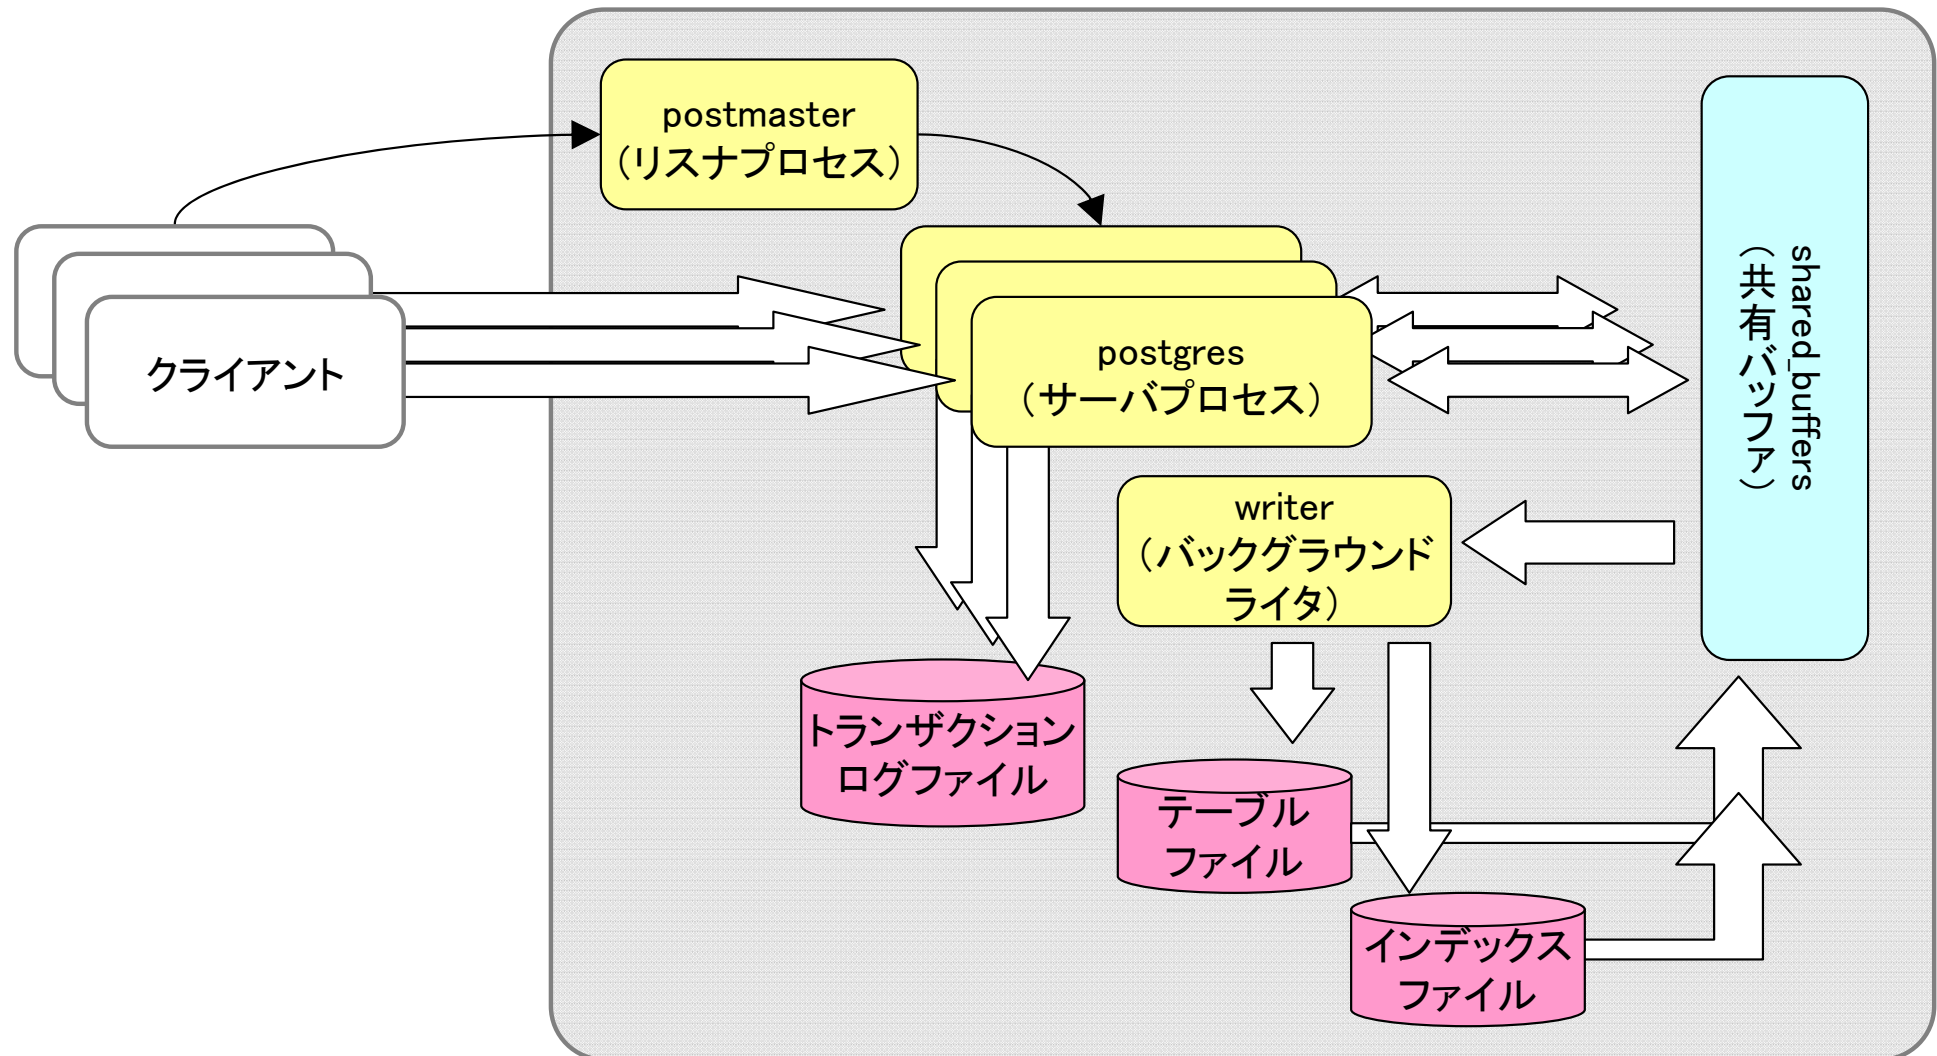 postmaster
（リスナプロセス）
クライアント
postgres
（サーバプロセス）
shared_buffers
（共有バッファ）
writer
（バックグラウンド
ライタ）
トランザクション
ログファイル
テーブル
ファイル
インデックス
ファイル